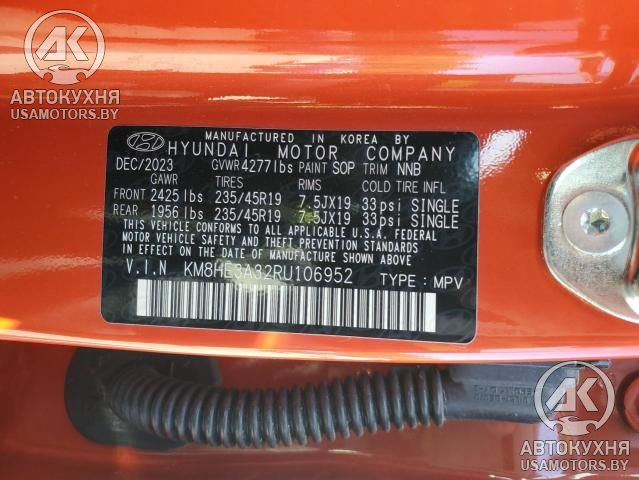 AK
АВТОКУХНЯ
USAMOTORS.BY
MANUFACTURED IN KOREA BY
HYUNDAI MOTOR COMPANY
DEC/2023 GVWR 4277lbs PAINT SOP TRIM NNB
GAWR TIRES RIMS COLD TIRE INFL
FRONT 2425 lbs 235/45R19 7.5JX19 33psi SINGLE
REAR 1956 lbs 235/45R19 7.5JX19 33psi SINGLE
THIS VEHICLE CONFORMS TO ALL APPLICABLE U.S.A. FEDERAL
MOTOR VEHICLE SAFETY AND THEFT PREVENTION STANDARDS
IN EFFECT ON THE DATE OF MANUFACTURE SHOWN ABOVE.
V.I.N KM8HE3A32RU106952 TYPE : MPV
AK
АВТОКУХНЯ
USAMOTORS.BY